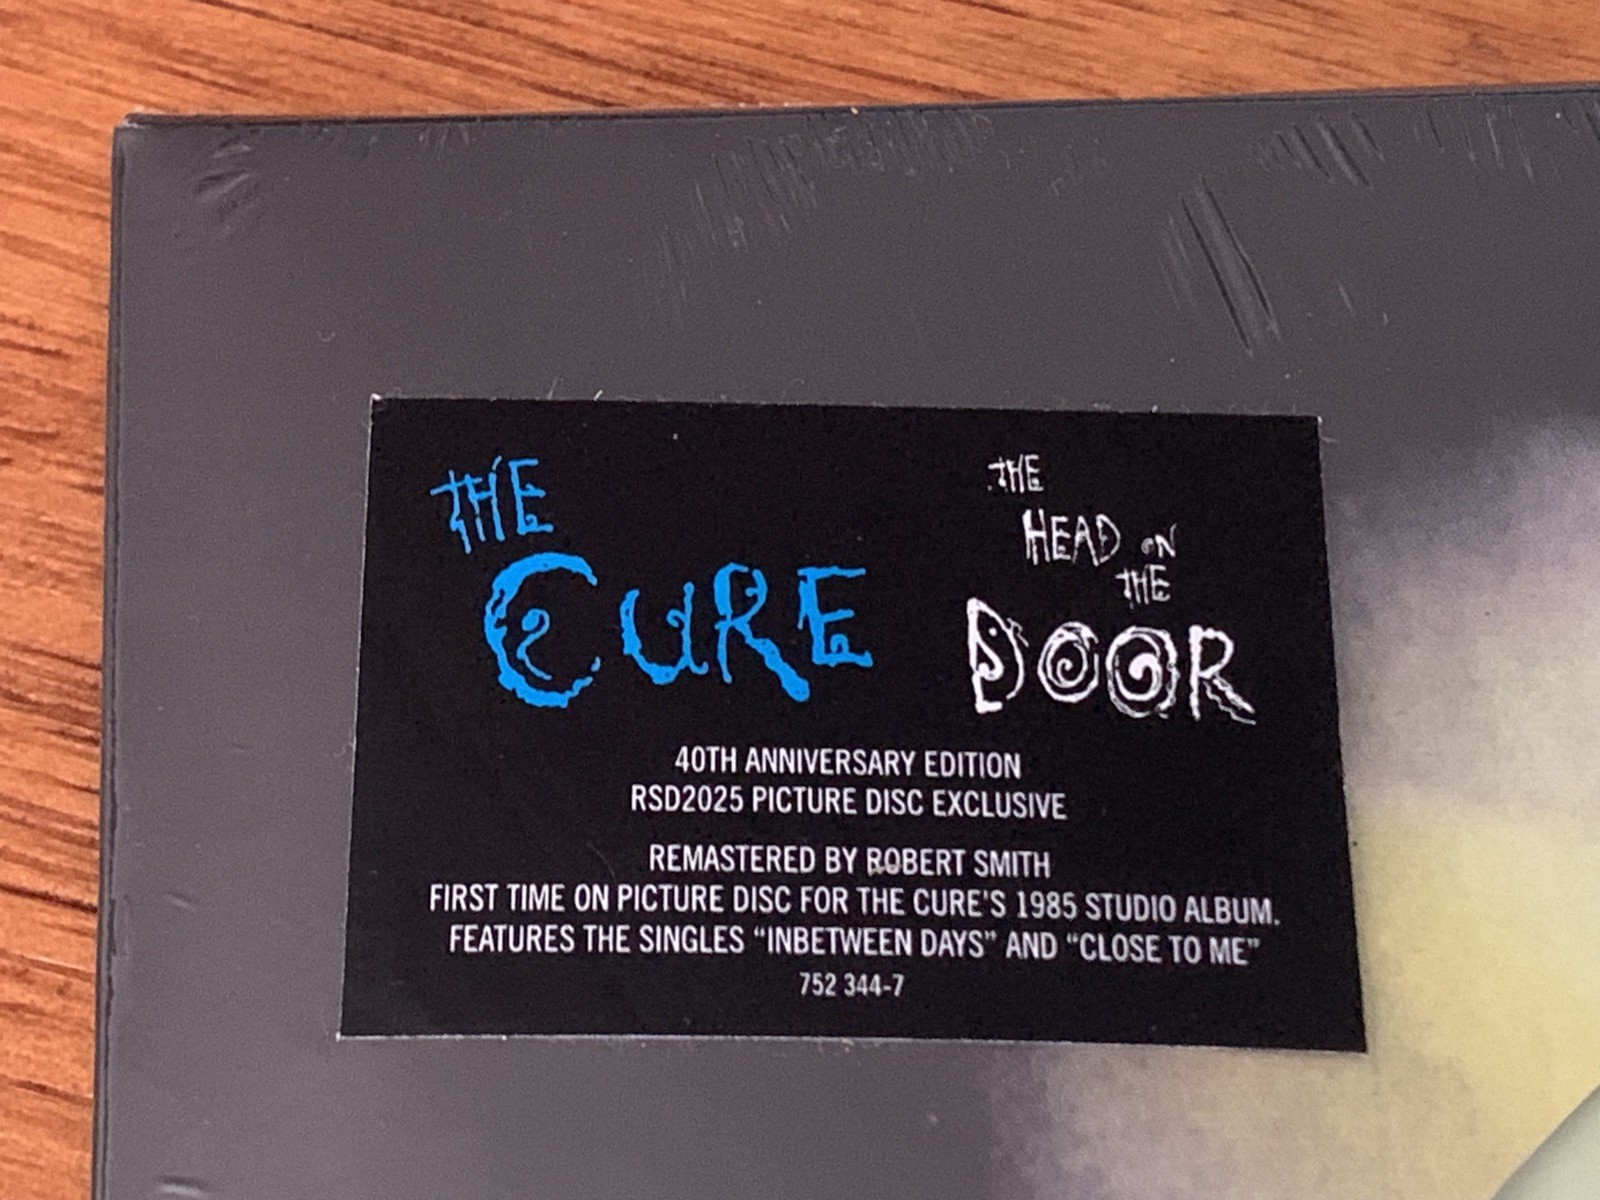 THE
CURE
THE
HEAD ON
THE
DOOR
40TH ANNIVERSARY EDITION
RSD2025 PICTURE DISC EXCLUSIVE
REMASTERED BY ROBERT SMITH
FIRST TIME ON PICTURE DISC FOR THE CURE'S 1985 STUDIO ALBUM.
FEATURES THE SINGLES “INBETWEEN DAYS” AND “CLOSE TO ME”
752 344-7